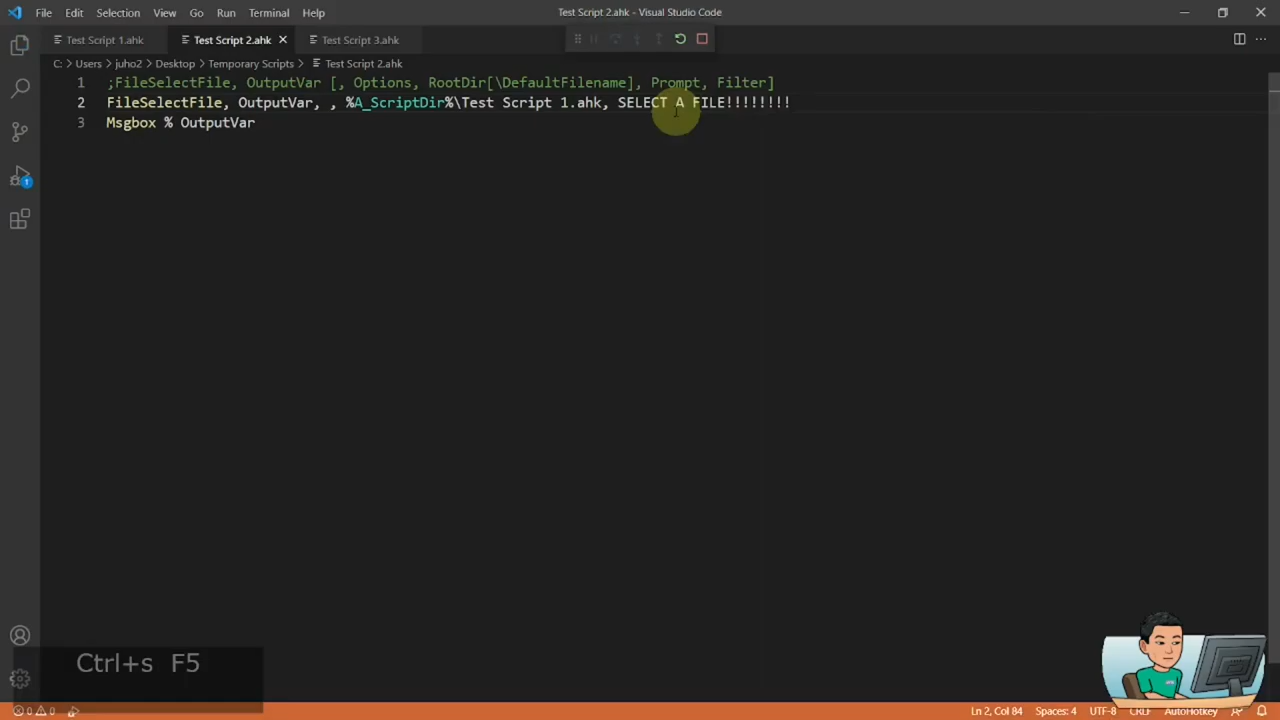 File Edit Selection View Go Run Terminal Help
Test Script 2.ahk - Visual Studio Code
Test Script 1.ahk
Test Script 2.ahk
Test Script 3.ahk
C: > Users > juho2 > Desktop > Temporary Scripts > Test Script 2.ahk
1 ;FileSelectFile, OutputVar [, Options, RootDir[\DefaultFilename], Prompt, Filter]
2 FileSelectFile, OutputVar, , %A_ScriptDir%\Test Script 1.ahk, SELECT A FILE!!!!!!!!
3 Msgbox % OutputVar
1
Ctrl+s F5
0 0
Ln 2, Col 84 Spaces: 4 UTF-8 CRLF AutoHotkey